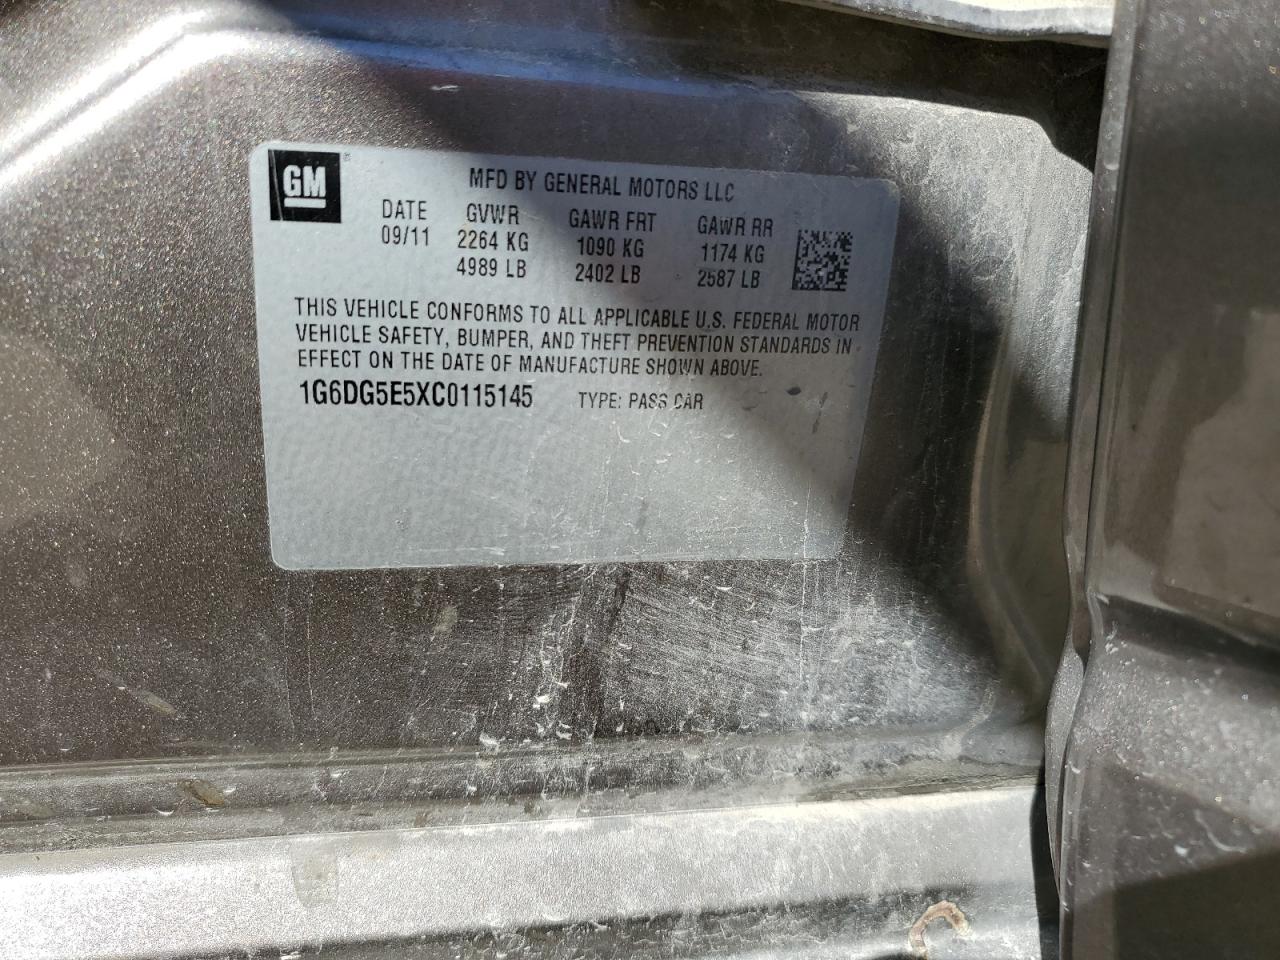 GM
MFD BY GENERAL MOTORS LLC
DATE GVWR GAWR FRT GAWR RR
09/11 2264 KG 1090 KG 1174 KG
4989 LB 2402 LB 2587 LB
THIS VEHICLE CONFORMS TO ALL APPLICABLE U.S. FEDERAL MOTOR
VEHICLE SAFETY, BUMPER, AND THEFT PREVENTION STANDARDS IN
EFFECT ON THE DATE OF MANUFACTURE SHOWN ABOVE.
1G6DG5E5XC0115145 TYPE: PASS CAR